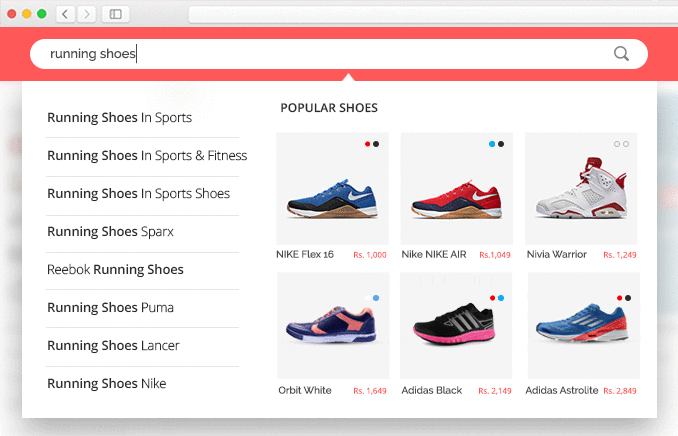 running shoes
Running Shoes In Sports
Running Shoes In Sports & Fitness
Running Shoes In Sports Shoes
Running Shoes Sparx
Reebok Running Shoes
Running Shoes Puma
Running Shoes Lancer
Running Shoes Nike
POPULAR SHOES
NIKE Flex 16 Rs. 1,000
Nike NIKE AIR Rs.1,049
Nivia Warrior Rs. 1,249
Orbit White Rs. 1,649
Adidas Black Rs. 2,149
Adidas Astrolite Rs. 2,849